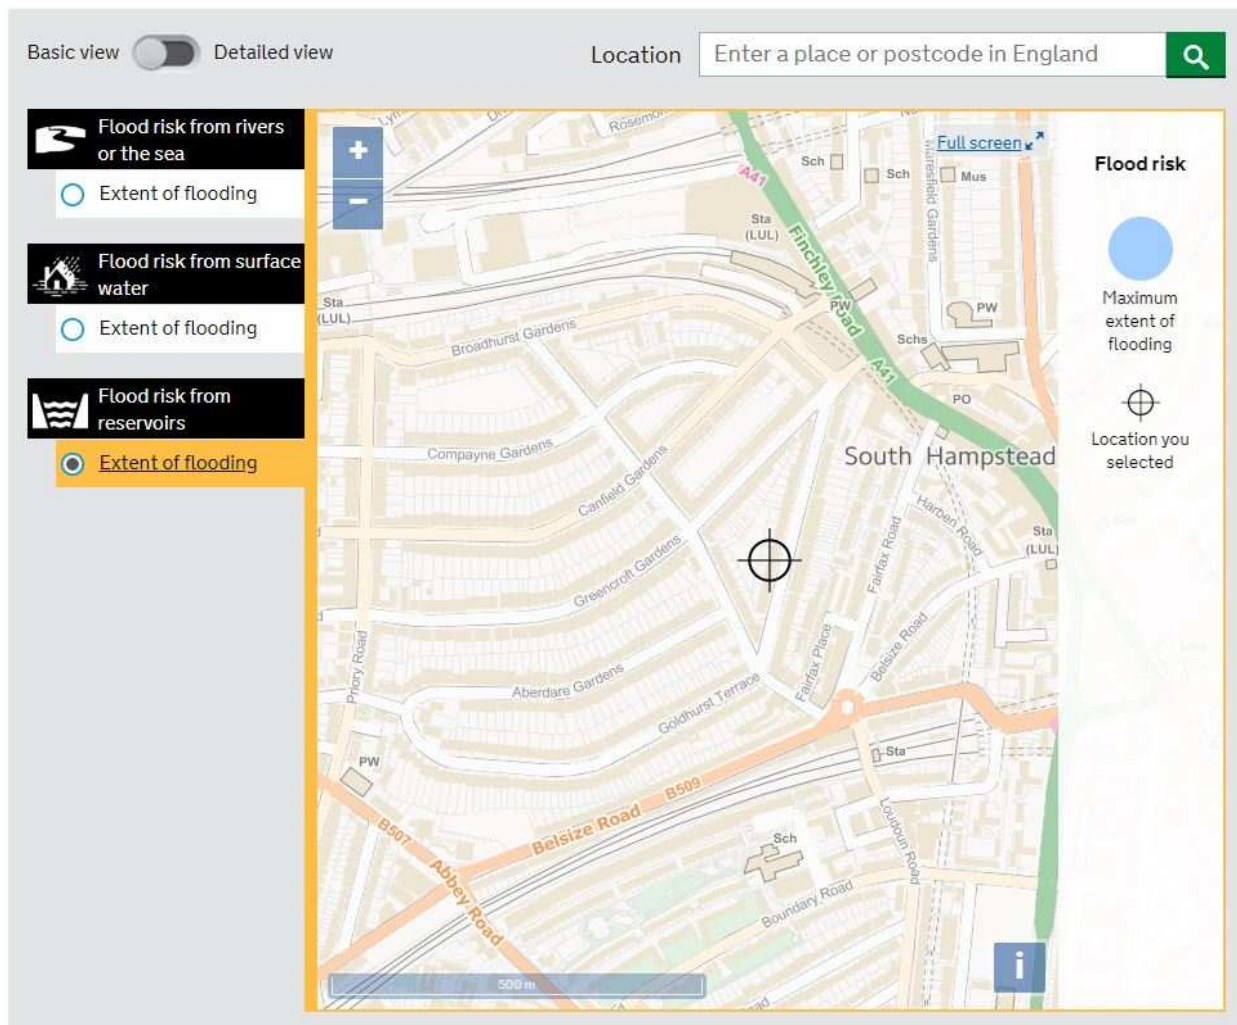 Basic view
Detailed view
Location
Enter a place or postcode in England
Flood risk from rivers
or the sea
Extent of flooding
Flood risk from surface
water
Extent of flooding
Flood risk from
reservoirs
Extent of flooding
+
−
Full screen
Flood risk
Maximum
extent of
flooding
Location you
selected
A41
Sch
Sch
Mus
Maresfield Gardens
Sta
(LUL)
Finchley Road
PW
PW
Sta
(LUL)
Broadhurst Gardens
Schs
A41
PO
Compayne Gardens
Canfield Gardens
South Hampstead
Harben Road
Sta
(LUL)
Greencroft Gardens
Fairfax Road
Priory Road
Aberdare Gardens
Fairfax Place
Belsize Road
Goldhurst Terrace
PW
Sta
B509
Belsize Road
B507
Abbey Road
Sch
Loudoun Road
Boundary Road
500 m
i